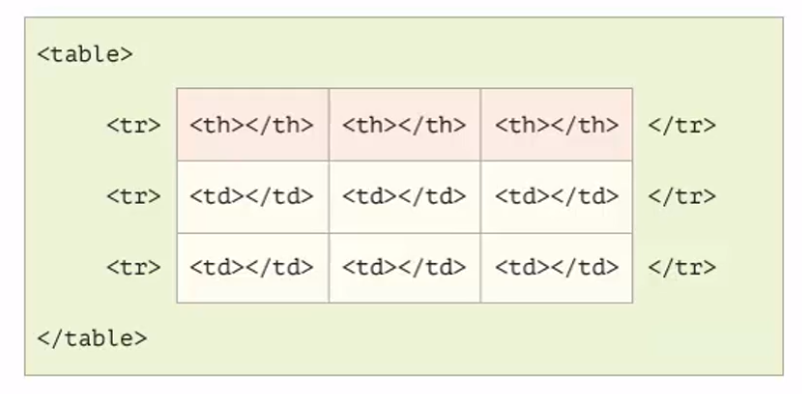 <table>
<tr> <th></th> <th></th> <th></th> </tr>
<tr> <td></td> <td></td> <td></td> </tr>
<tr> <td></td> <td></td> <td></td> </tr>
</table>